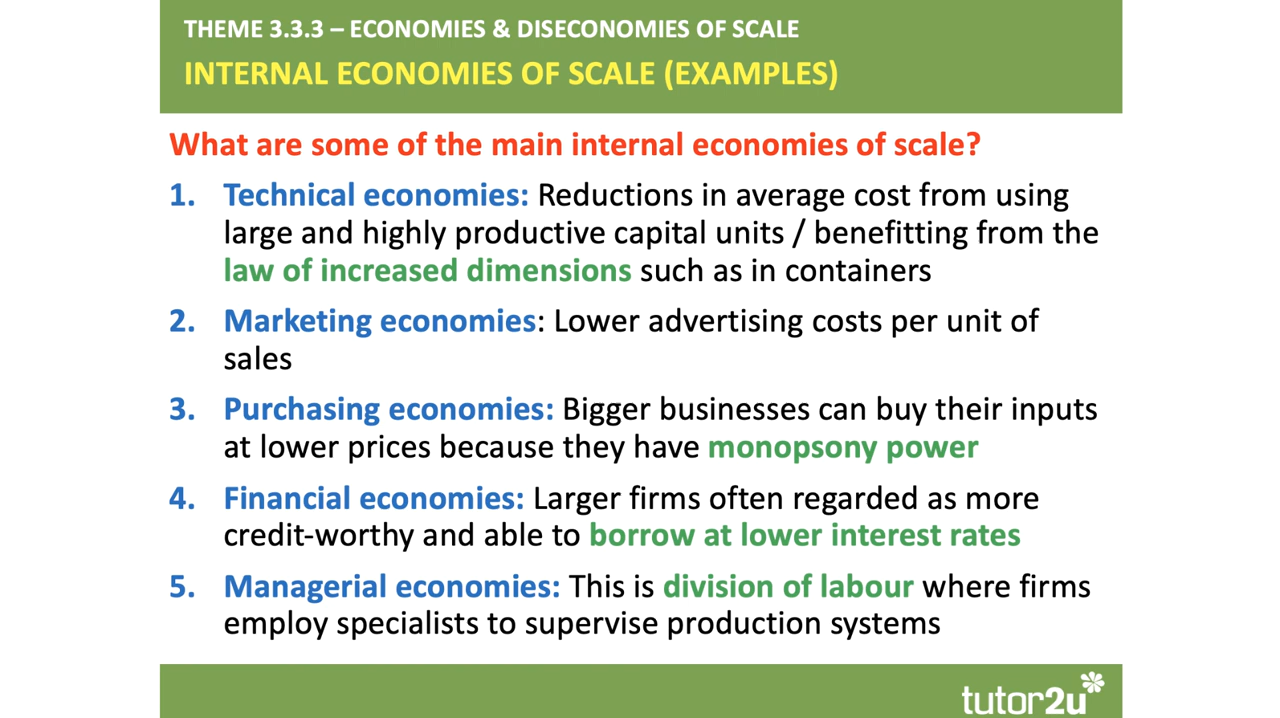 THEME 3.3.3 – ECONOMIES & DISECONOMIES OF SCALE
INTERNAL ECONOMIES OF SCALE (EXAMPLES)
What are some of the main internal economies of scale?
1. Technical economies: Reductions in average cost from using
large and highly productive capital units / benefitting from the
law of increased dimensions such as in containers
2. Marketing economies: Lower advertising costs per unit of
sales
3. Purchasing economies: Bigger businesses can buy their inputs
at lower prices because they have monopsony power
4. Financial economies: Larger firms often regarded as more
credit-worthy and able to borrow at lower interest rates
5. Managerial economies: This is division of labour where firms
employ specialists to supervise production systems
tutor2u